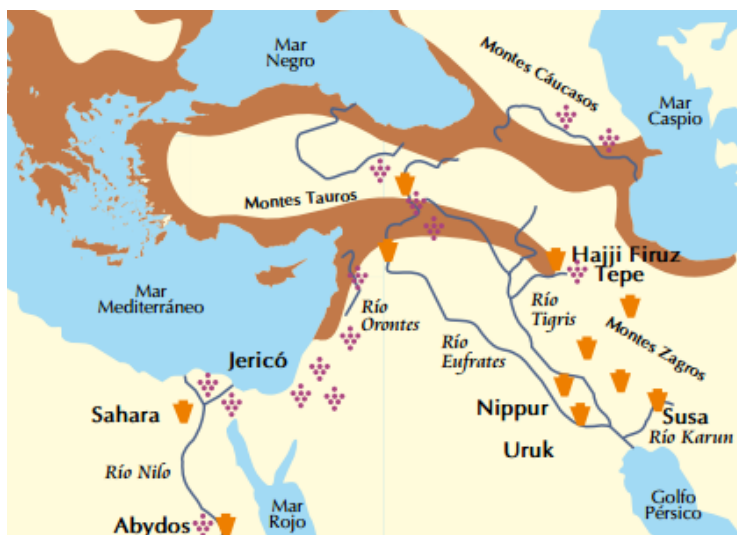 Mar
Negro
Montes Cáucasos
Mar
Caspio
Montes Tauros
Hajji Firuz
Tepe
Mar
Mediterráneo
Río
Orontes
Río
Tigris
Río
Eufrates
Montes Zagros
Jericó
Sahara
Nippur
Susa
Río Karun
Uruk
Río Nilo
Mar
Rojo
Golfo
Pérsico
Abydos